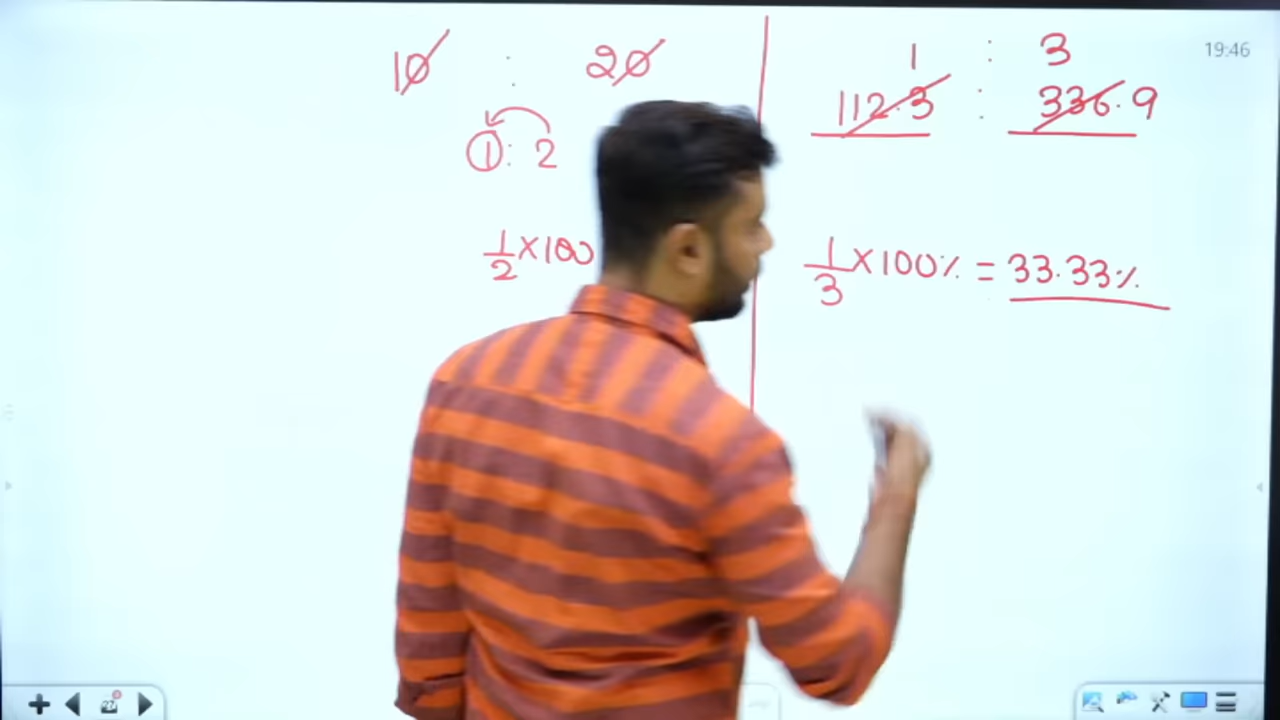 10 : 20
1 : 2
1/2 × 100
1 : 3
112.3 : 336.9
1/3 × 100% = 33.33%
19:46